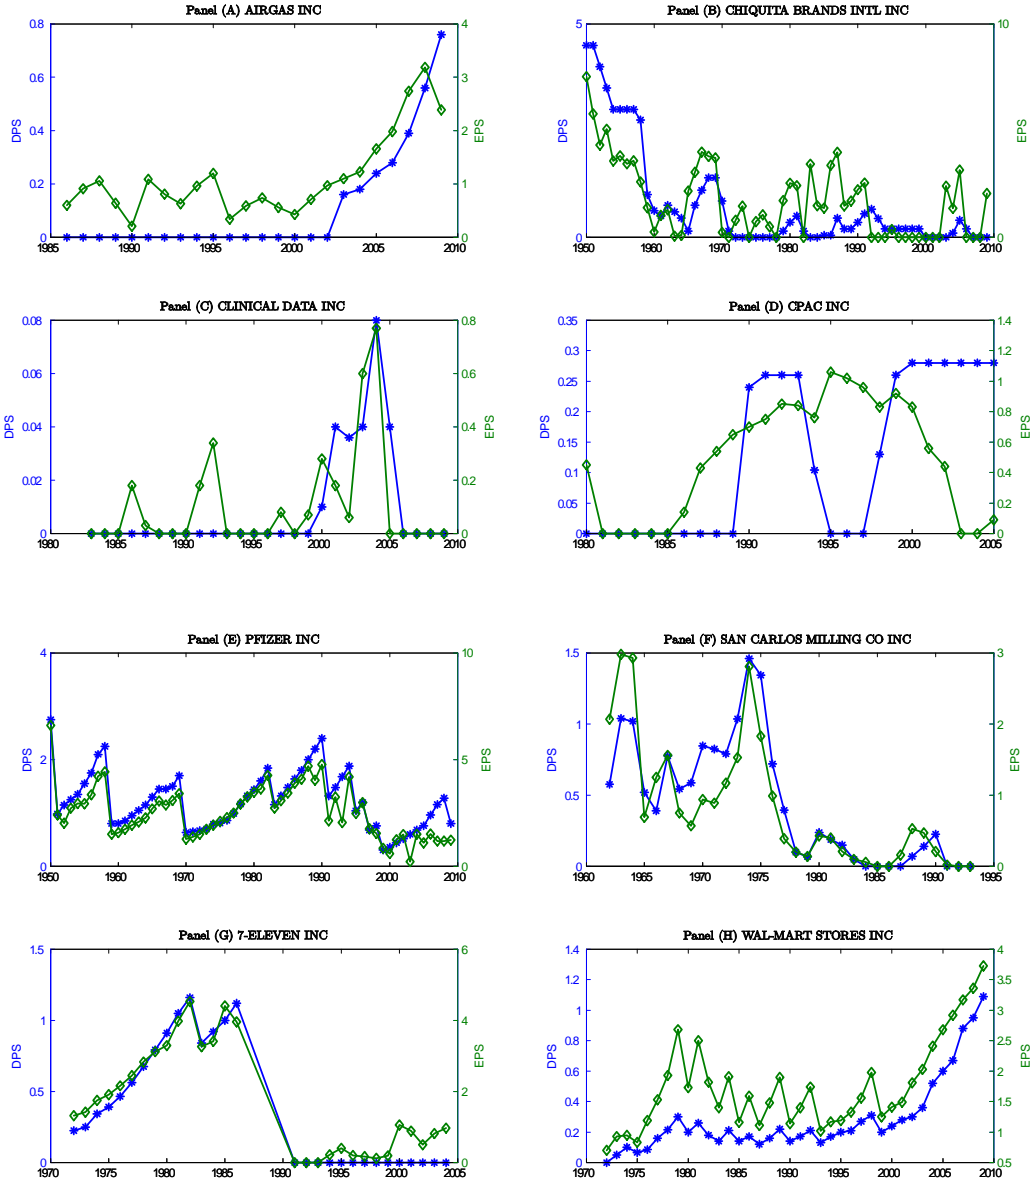 Panel (A) AIRGAS INC
0.8
0.6
0.4
0.2
0
DPS
4
3
2
1
0
EPS
1985 1990 1995 2000 2005 2010
Panel (B) CHIQUITA BRANDS INTL INC
5
0
DPS
10
0
EPS
1950 1960 1970 1980 1990 2000 2010
Panel (C) CLINICAL DATA INC
0.08
0.06
0.04
0.02
0
DPS
0.8
0.6
0.4
0.2
0
EPS
1980 1985 1990 1995 2000 2005 2010
Panel (D) CPAC INC
0.35
0.3
0.25
0.2
0.15
0.1
0.05
0
DPS
1.4
1.2
1
0.8
0.6
0.4
0.2
0
EPS
1980 1985 1990 1995 2000 2005
Panel (E) PFIZER INC
4
2
0
DPS
10
5
0
EPS
1950 1960 1970 1980 1990 2000 2010
Panel (F) SAN CARLOS MILLING CO INC
1.5
1
0.5
0
DPS
3
2
1
0
EPS
1960 1965 1970 1975 1980 1985 1990 1995
Panel (G) 7-ELEVEN INC
1.5
1
0.5
0
DPS
6
4
2
0
EPS
1970 1975 1980 1985 1990 1995 2000 2005
Panel (H) WAL-MART STORES INC
1.4
1.2
1
0.8
0.6
0.4
0.2
0
DPS
4
3.5
3
2.5
2
1.5
1
0.5
EPS
1970 1975 1980 1985 1990 1995 2000 2005 2010